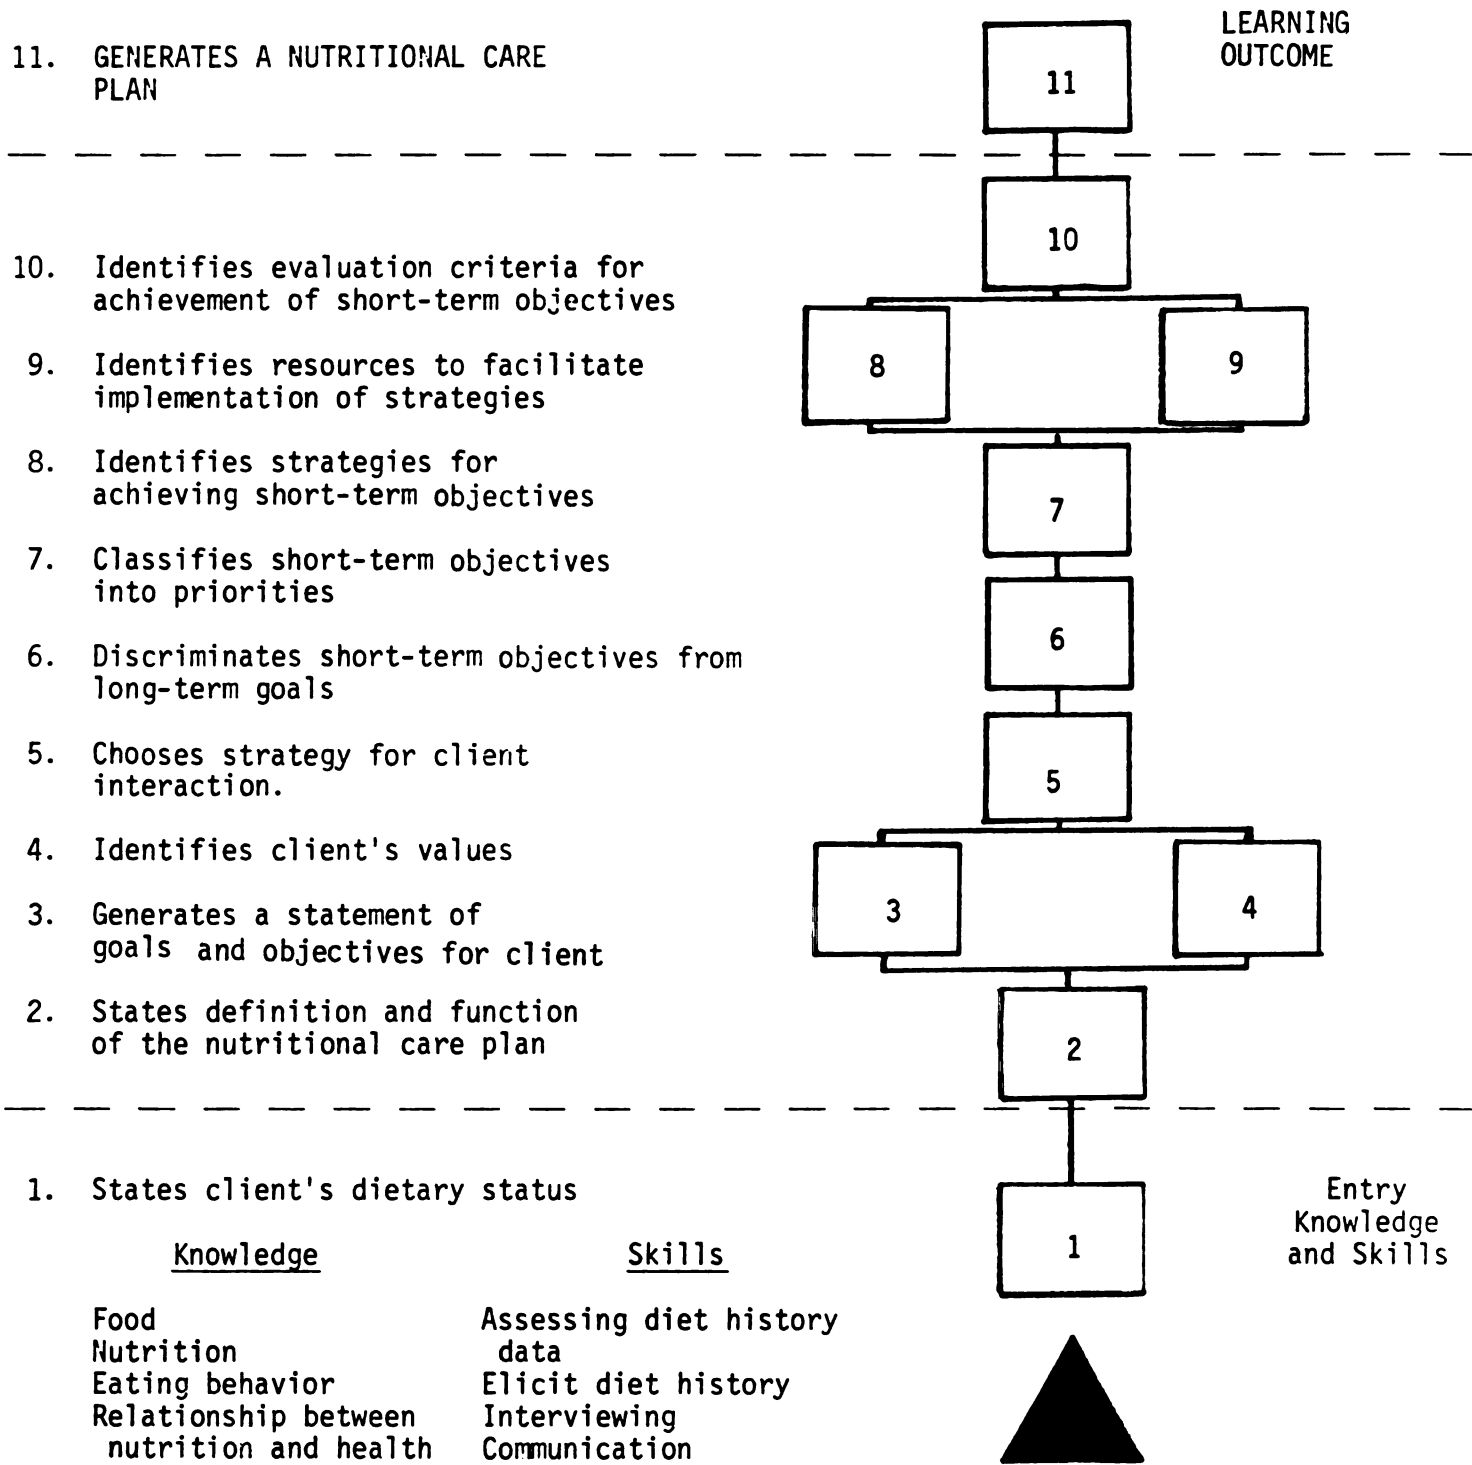 LEARNING
OUTCOME
11. GENERATES A NUTRITIONAL CARE
PLAN
11
10
10. Identifies evaluation criteria for
achievement of short-term objectives
9. Identifies resources to facilitate
implementation of strategies
8
9
8. Identifies strategies for
achieving short-term objectives
7
7. Classifies short-term objectives
into priorities
6
6. Discriminates short-term objectives from
long-term goals
5. Chooses strategy for client
interaction.
5
4. Identifies client's values
3. Generates a statement of
goals and objectives for client
3
4
2. States definition and function
of the nutritional care plan
2
1. States client's dietary status
1
Entry
Knowledge
and Skills
Knowledge
Food
Nutrition
Eating behavior
Relationship between
nutrition and health
Skills
Assessing diet history
data
Elicit diet history
Interviewing
Communication